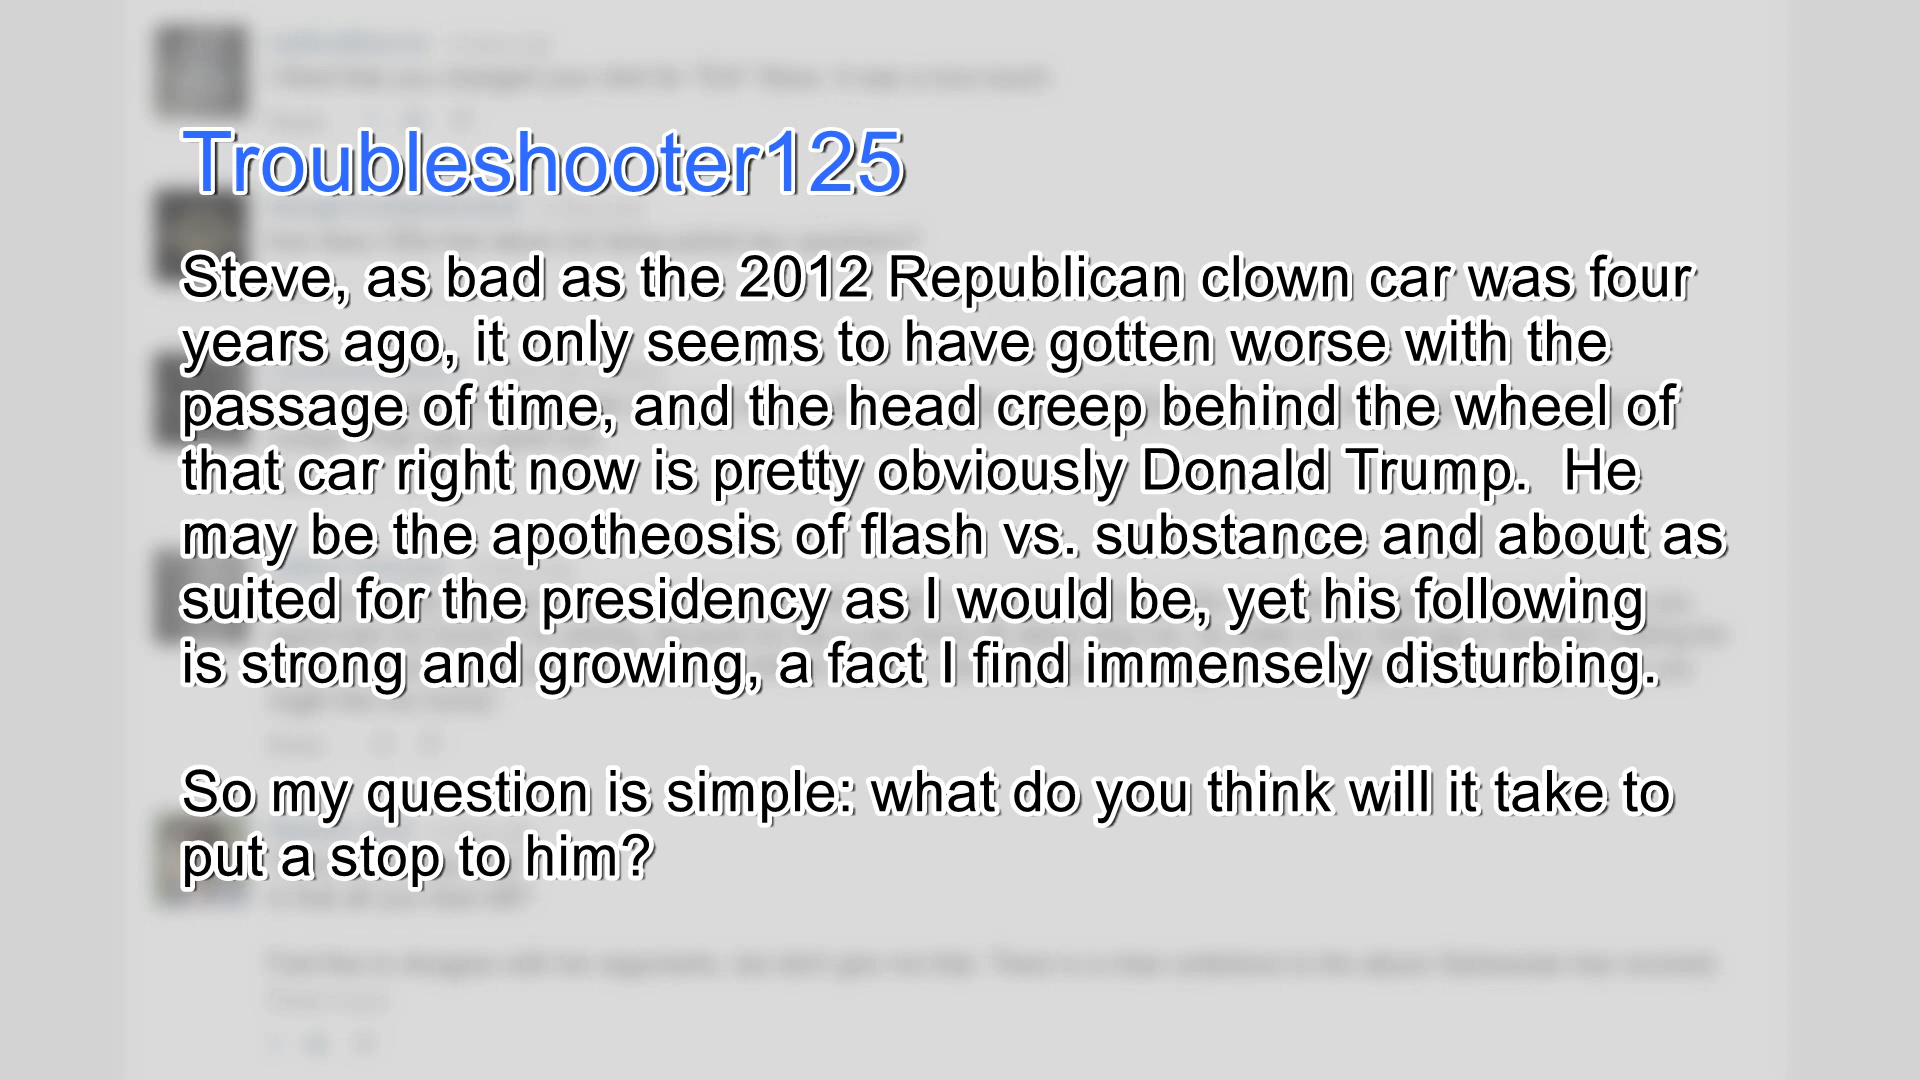 Troubleshooter125
Steve, as bad as the 2012 Republican clown car was four
years ago, it only seems to have gotten worse with the
passage of time, and the head creep behind the wheel of
that car right now is pretty obviously Donald Trump.  He
may be the apotheosis of flash vs. substance and about as
suited for the presidency as I would be, yet his following
is strong and growing, a fact I find immensely disturbing.
So my question is simple: what do you think will it take to
put a stop to him?